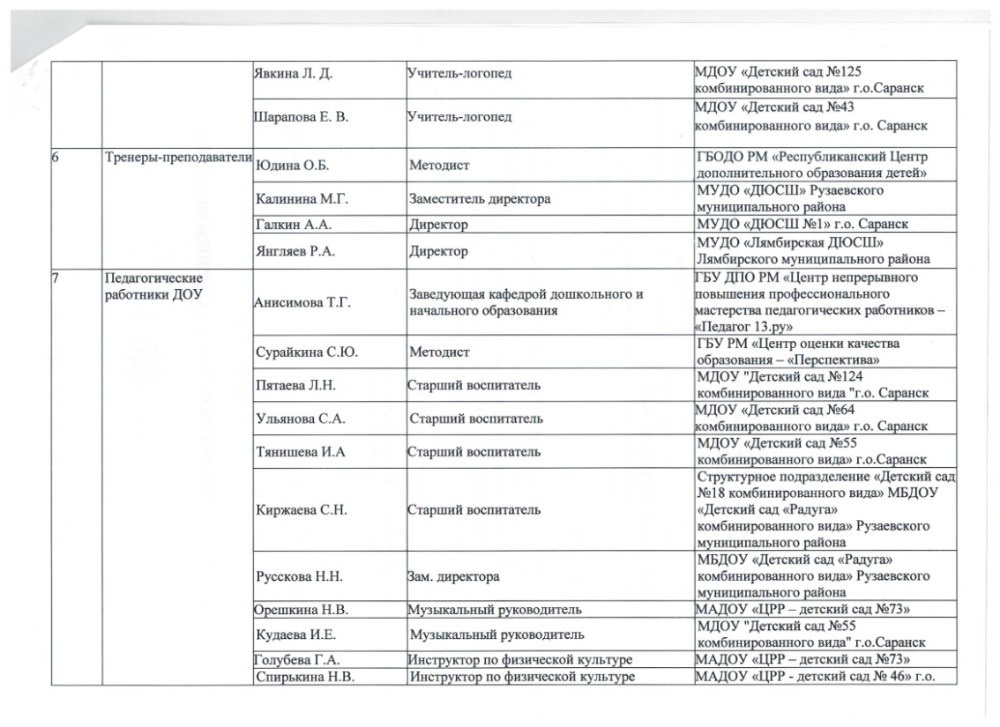 Явкина Л. Д. Учитель-логопед МДОУ «Детский сад №125
комбинированного вида» г.о.Саранск
Шарапова Е. В. Учитель-логопед МДОУ «Детский сад №43
комбинированного вида» г.о. Саранск
6 Тренеры-преподаватели Юдина О.Б. Методист ГБОДО РМ «Республиканский Центр
дополнительного образования детей»
Калинина М.Г. Заместитель директора МУДО «ДЮСШ» Рузаевского
муниципального района
Галкин А.А. Директор МУДО «ДЮСШ №1» г.о. Саранск
Янгляев Р.А. Директор МУДО «Лямбирская ДЮСШ»
Лямбирского муниципального района
7 Педагогические
работники ДОУ
Анисимова Т.Г. Заведующая кафедрой дошкольного и
начального образования
ГБУ ДПО РМ «Центр непрерывного
повышения профессионального
мастерства педагогических работников –
«Педагог 13.ру»
Сурайкина С.Ю. Методист ГБУ РМ «Центр оценки качества
образования – «Перспектива»
Пятаева Л.Н. Старший воспитатель МДОУ "Детский сад №124
комбинированного вида "г.о. Саранск
Ульянова С.А. Старший воспитатель МДОУ «Детский сад №64
комбинированного вида» г.о. Саранск
Тянишева И.А Старший воспитатель МДОУ «Детский сад №55
комбинированного вида» г.о.Саранск
Киржаева С.Н. Старший воспитатель Структурное подразделение «Детский сад
№18 комбинированного вида» МБДОУ
«Детский сад «Радуга»
комбинированного вида» Рузаевского
муниципального района
Русскова Н.Н. Зам. директора МБДОУ «Детский сад «Радуга»
комбинированного вида» Рузаевского
муниципального района
Орешкина Н.В. Музыкальный руководитель МАДОУ «ЦРР – детский сад №73»
Кудаева И.Е. Музыкальный руководитель МДОУ "Детский сад №55
комбинированного вида" г.о.Саранск
Голубева Г.А. Инструктор по физической культуре МАДОУ «ЦРР – детский сад №73»
Спирькина Н.В. Инструктор по физической культуре МАДОУ «ЦРР - детский сад № 46» г.о.